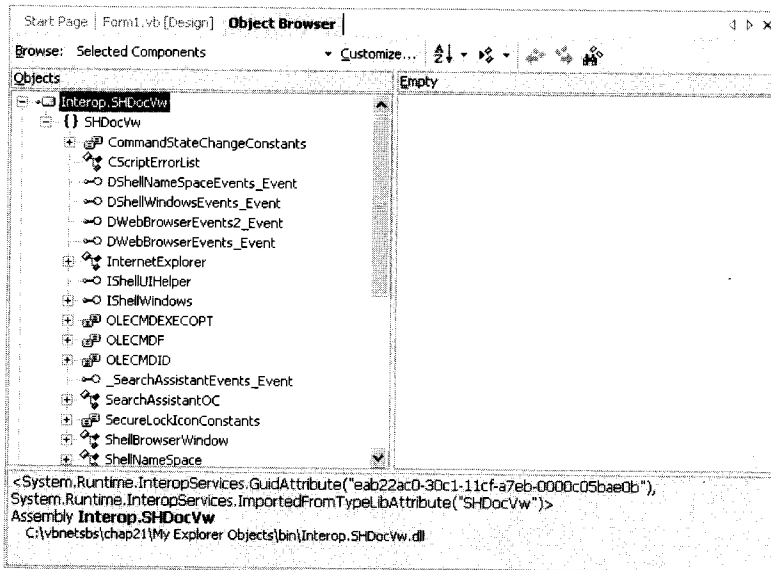 Start Page Form1.vb [Design] Object Browser
Browse: Selected Components Customize...
Objects
Empty
Interop.SHDocVw
{} SHDocVw
CommandStateChangeConstants
CScriptErrorList
DShellNameSpaceEvents_Event
DShellWindowsEvents_Event
DWebBrowserEvents2_Event
DWebBrowserEvents_Event
InternetExplorer
IShellUIHelper
IShellWindows
OLECMDEXECOPT
OLECMDF
OLECMDID
_SearchAssistantEvents_Event
SearchAssistantOC
SecureLockIconConstants
ShellBrowserWindow
ShellNameSpace
<System.Runtime.InteropServices.GuidAttribute("eab22ac0-30c1-11cf-a7eb-0000c05bae0b"),
System.Runtime.InteropServices.ImportedFromTypeLibAttribute("SHDocVw")>
Assembly Interop.SHDocVw
C:\vbnetsbs\chap21\My Explorer Objects\bin\Interop.SHDocVw.dll